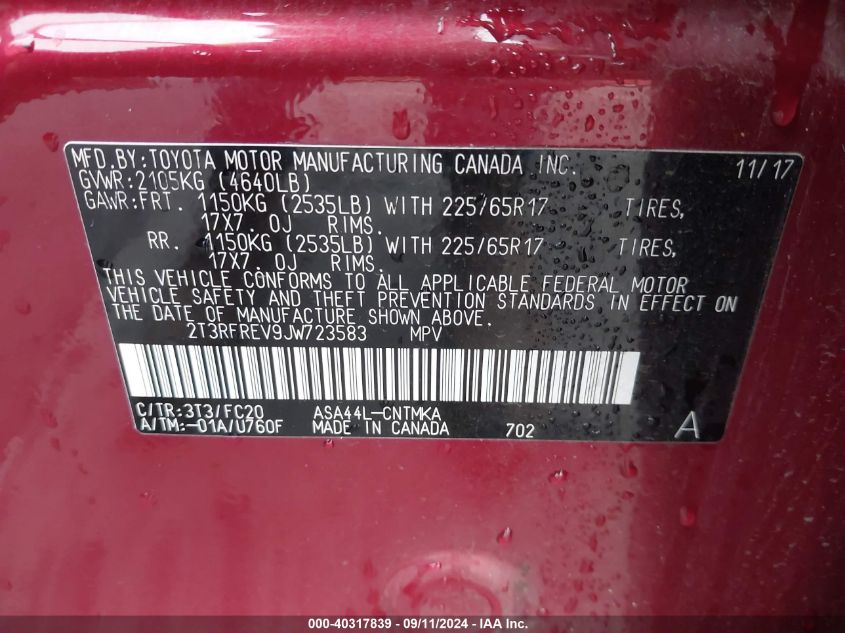 MFD.BY:TOYOTA MOTOR MANUFACTURING CANADA INC. 11/17
GVWR:2105KG (4640LB)
GAWR:FRT. 1150KG (2535LB) WITH 225/65R17 TIRES,
17X7.0J RIMS.
RR. 1150KG (2535LB) WITH 225/65R17 TIRES,
17X7.0J RIMS.
THIS VEHICLE CONFORMS TO ALL APPLICABLE FEDERAL MOTOR
VEHICLE SAFETY AND THEFT PREVENTION STANDARDS IN EFFECT ON
THE DATE OF MANUFACTURE SHOWN ABOVE.
2T3RFREV9JW723583 MPV
C/TR:3T3/FC20 ASA44L-CNTMKA
A/TM:-01A/U760F MADE IN CANADA 702 A
000-40317839 - 09/11/2024 - IAA Inc.